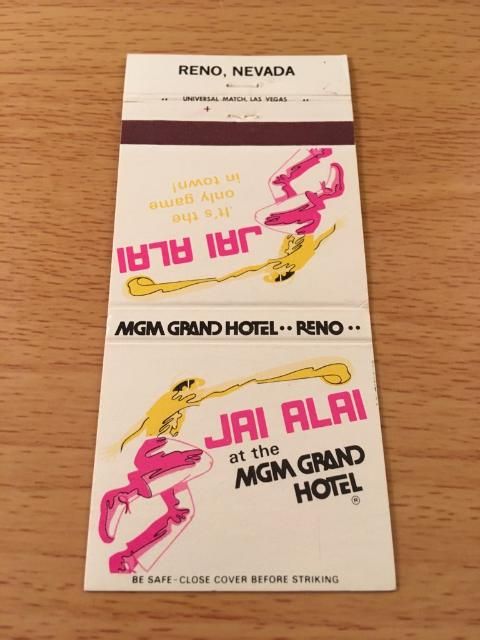 RENO, NEVADA
UNIVERSAL MATCH, LAS VEGAS
It's the
only game
in town!
JAI ALAI
MGM GRAND HOTEL•• RENO ••
JAI ALAI
at the
MGM GRAND
HOTEL
®
BE SAFE - CLOSE COVER BEFORE STRIKING